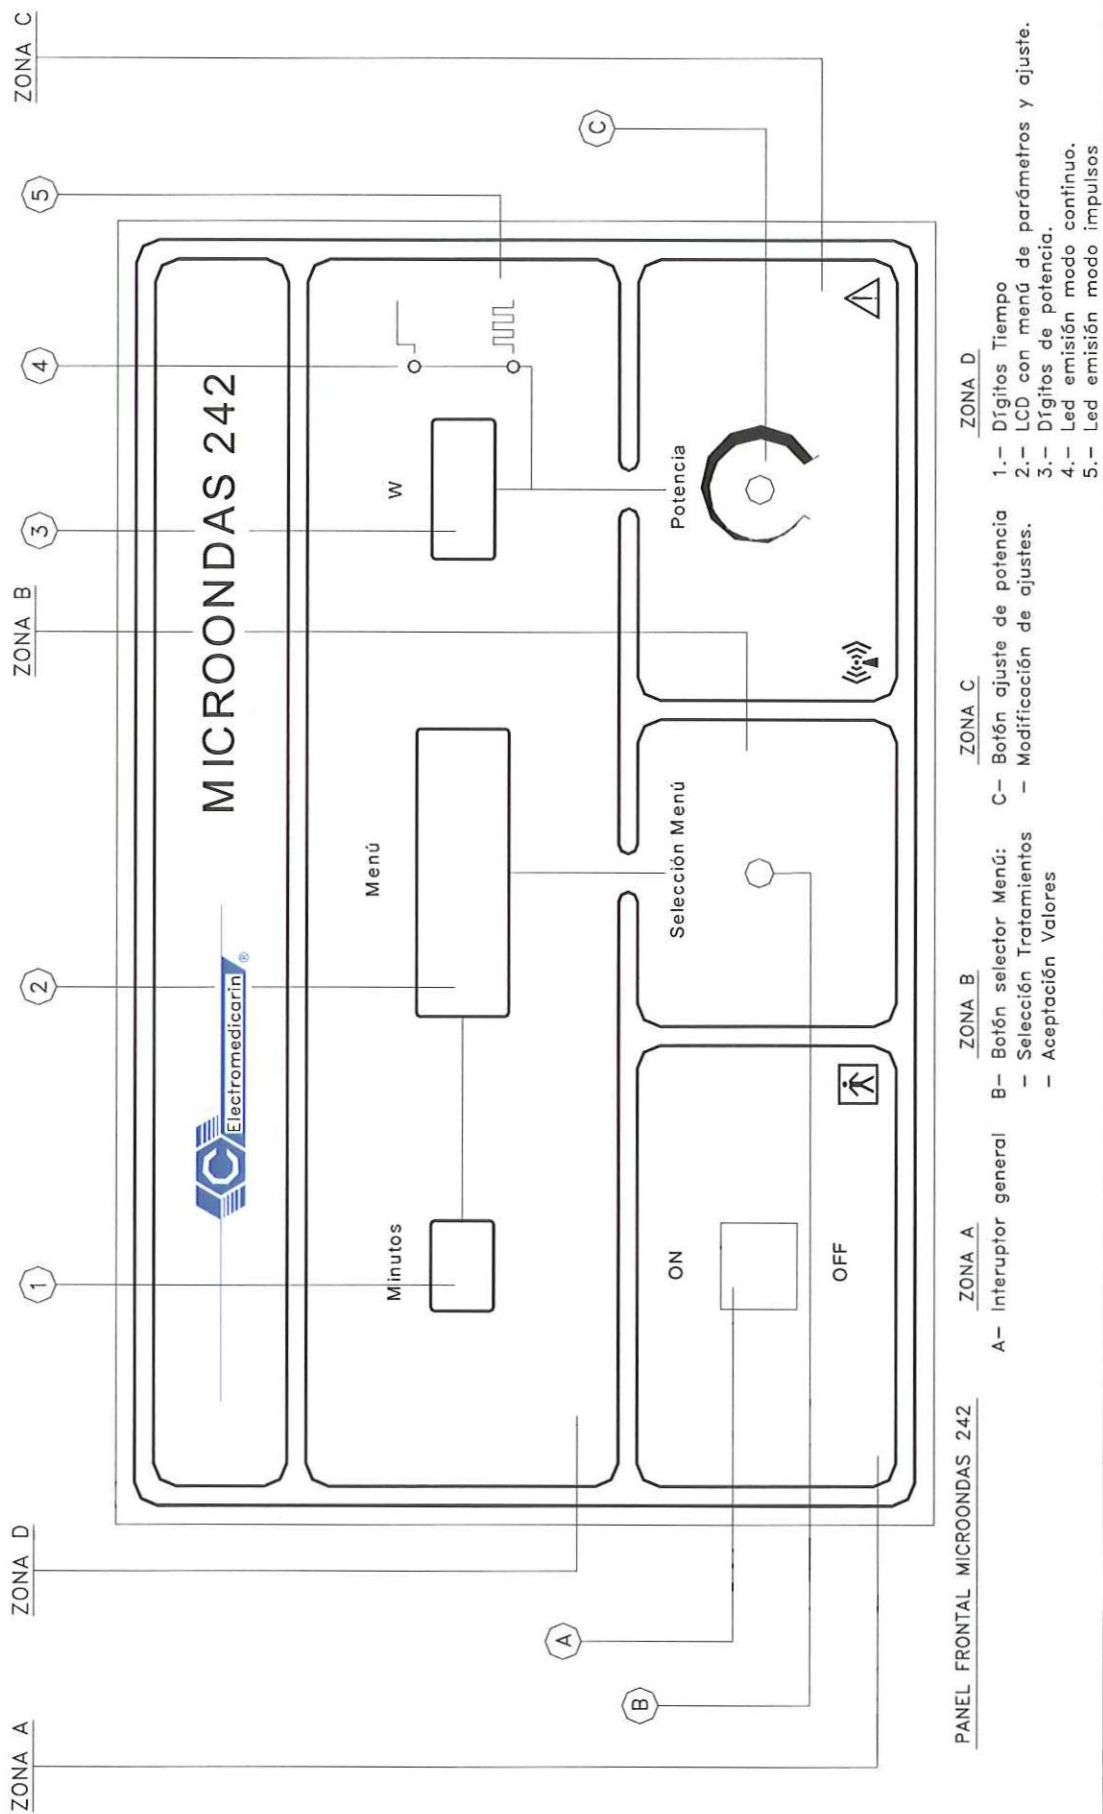 ZONA A
ZONA D
1
2
ZONA B
3
4
5
ZONA C
Electromedicarin ®
MICROONDAS 242
Minutos
Menú
W
A
B
C
ON
OFF
Selección Menú
Potencia
PANEL FRONTAL MICROONDAS 242
ZONA A
A– Interuptor general
ZONA B
B– Botón selector Menú:
– Selección Tratamientos
– Aceptación Valores
ZONA C
C– Botón ajuste de potencia
– Modificación de ajustes.
ZONA D
1.– Dígitos Tiempo
2.– LCD con menú de parámetros y ajuste.
3.– Dígitos de potencia.
4.– Led emisión modo continuo.
5.– Led emisión modo impulsos